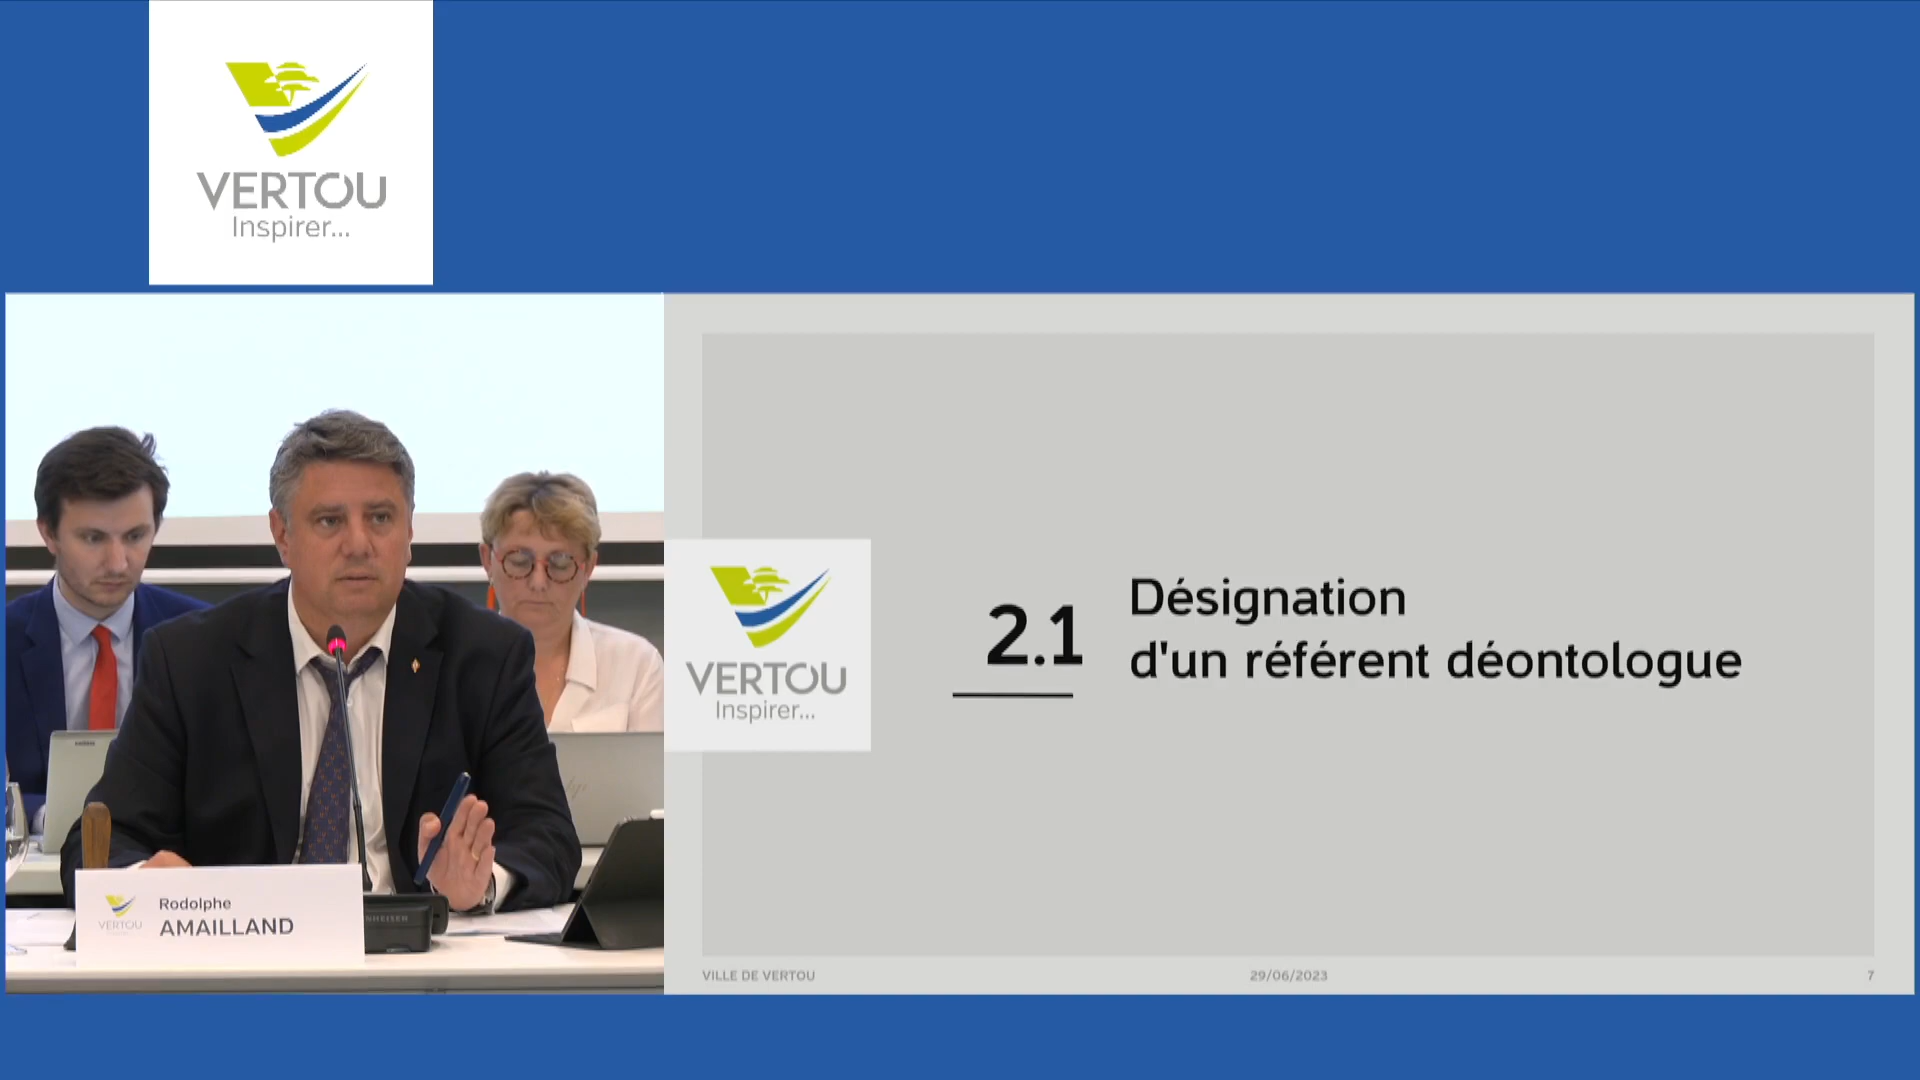 VERTOU
Inspirer...
Rodolphe
AMAILLAND
VERTOU
VERTOU
Inspirer...
2.1
Désignation
d'un référent déontologue
VILLE DE VERTOU
29/06/2023
7